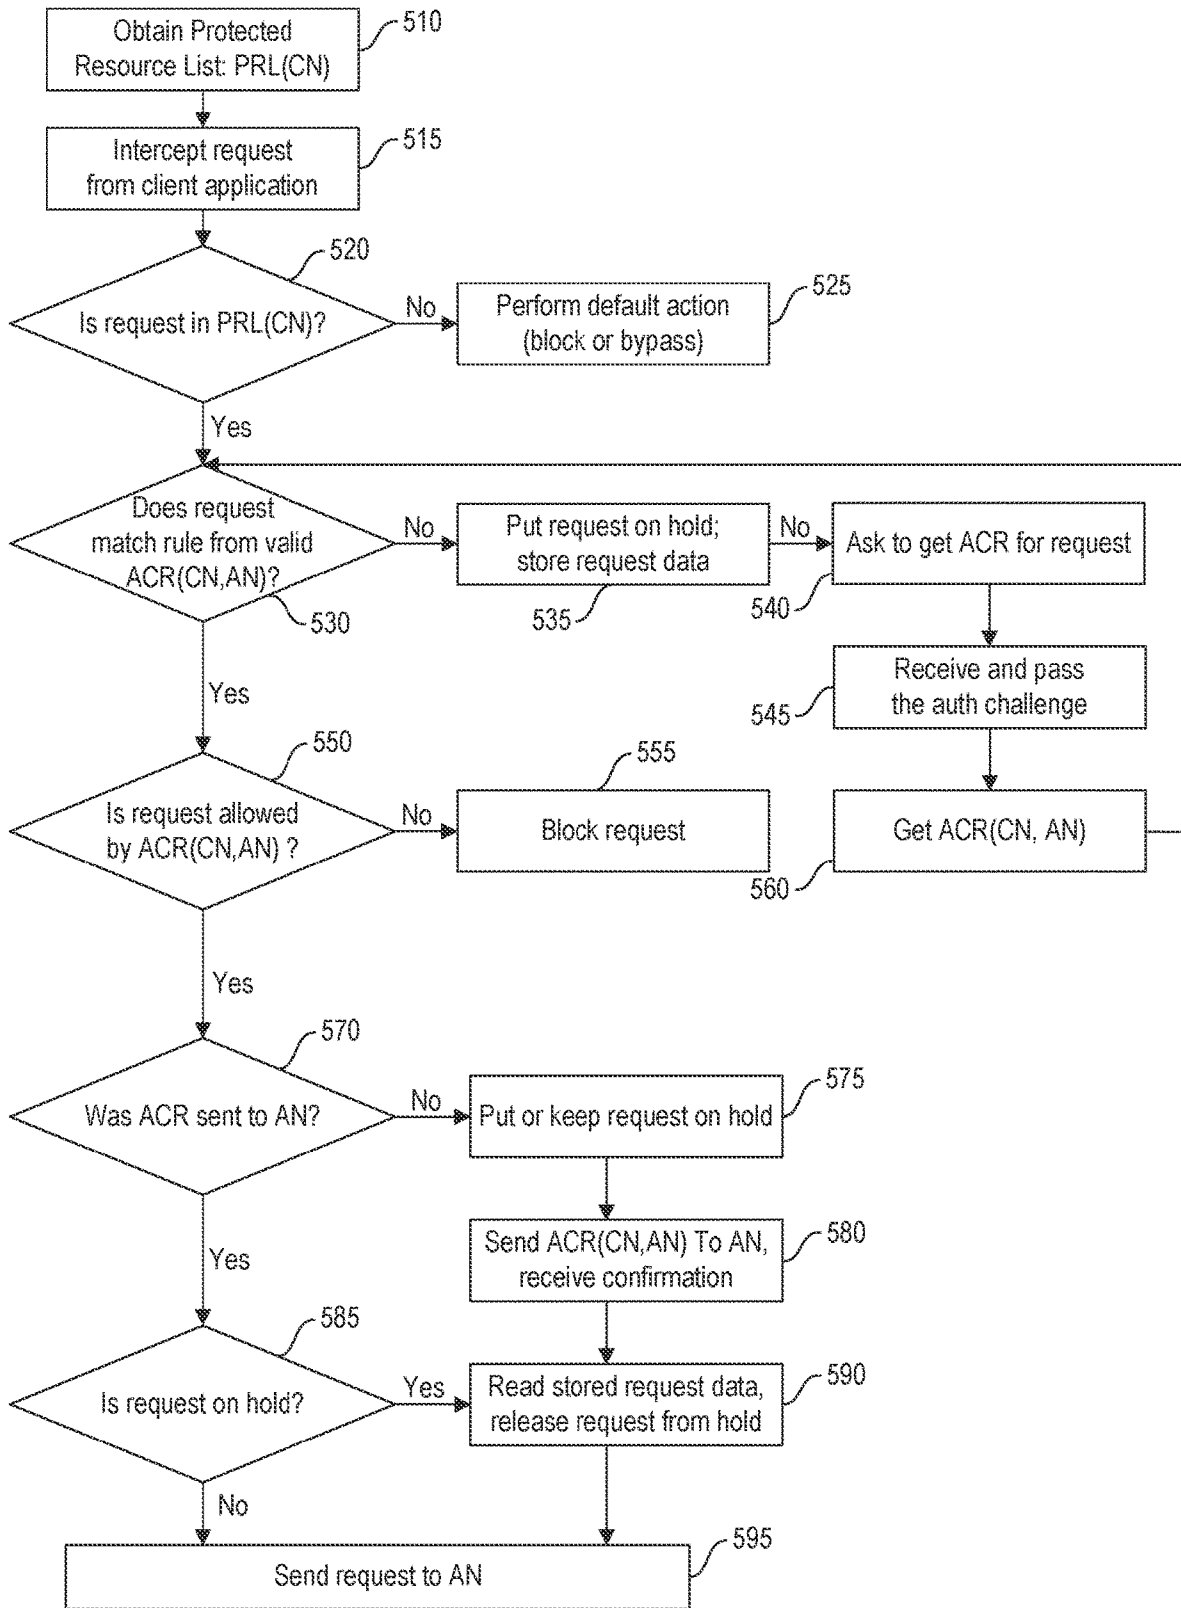 Obtain Protected
Resource List: PRL(CN)
510
Intercept request
from client application
515
520
Is request in PRL(CN)?
No
Perform default action
(block or bypass)
525
Yes
Does request
match rule from valid
ACR(CN,AN)?
530
No
Put request on hold;
store request data
535
No
Ask to get ACR for request
540
Receive and pass
the auth challenge
545
Yes
550
Is request allowed
by ACR(CN,AN) ?
No
555
Block request
Get ACR(CN, AN)
560
Yes
570
Was ACR sent to AN?
No
Put or keep request on hold
575
Send ACR(CN,AN) To AN,
receive confirmation
580
Yes
585
Is request on hold?
Yes
Read stored request data,
release request from hold
590
No
Send request to AN
595